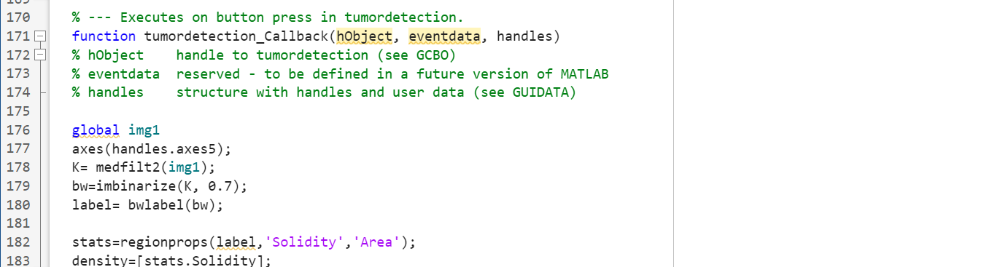 169
170 % --- Executes on button press in tumordetection.
171 function tumordetection_Callback(hObject, eventdata, handles)
172 % hObject    handle to tumordetection (see GCBO)
173 % eventdata  reserved - to be defined in a future version of MATLAB
174 % handles    structure with handles and user data (see GUIDATA)
175
176 global img1
177 axes(handles.axes5);
178 K= medfilt2(img1);
179 bw=imbinarize(K, 0.7);
180 label= bwlabel(bw);
181
182 stats=regionprops(label,'Solidity','Area');
183 density=[stats.Solidity];